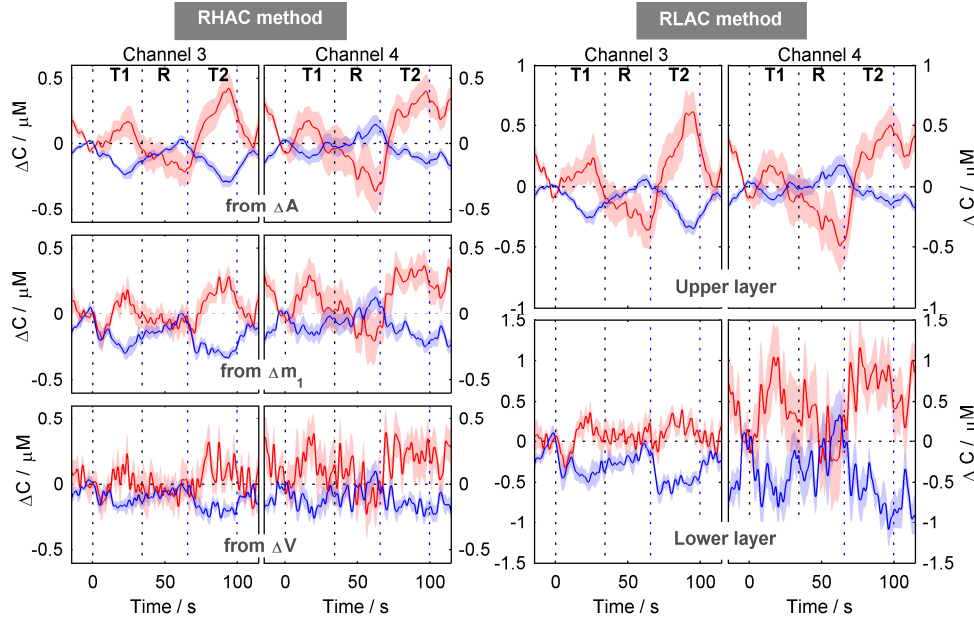 RHAC method
RLAC method
Channel 3
Channel 4
Channel 3
Channel 4
T1 R T2
T1 R T2
T1 R T2
T1 R T2
ΔC / μM
0.5
0
-0.5
0.5
0
-0.5
from ΔA
ΔC / μM
0.5
0
-0.5
0.5
0
-0.5
from Δm1
ΔC / μM
0.5
0
-0.5
0.5
0
-0.5
from ΔV
0 50 100
0 50 100
Time / s
Time / s
1
0.5
0
-0.5
-1
1
0.5
0
-0.5
-1
ΔC / μM
Upper layer
1.5
1
0.5
0
-0.5
-1
-1.5
1.5
1
0.5
0
-0.5
-1
-1.5
ΔC / μM
Lower layer
0 50 100
0 50 100
Time / s
Time / s